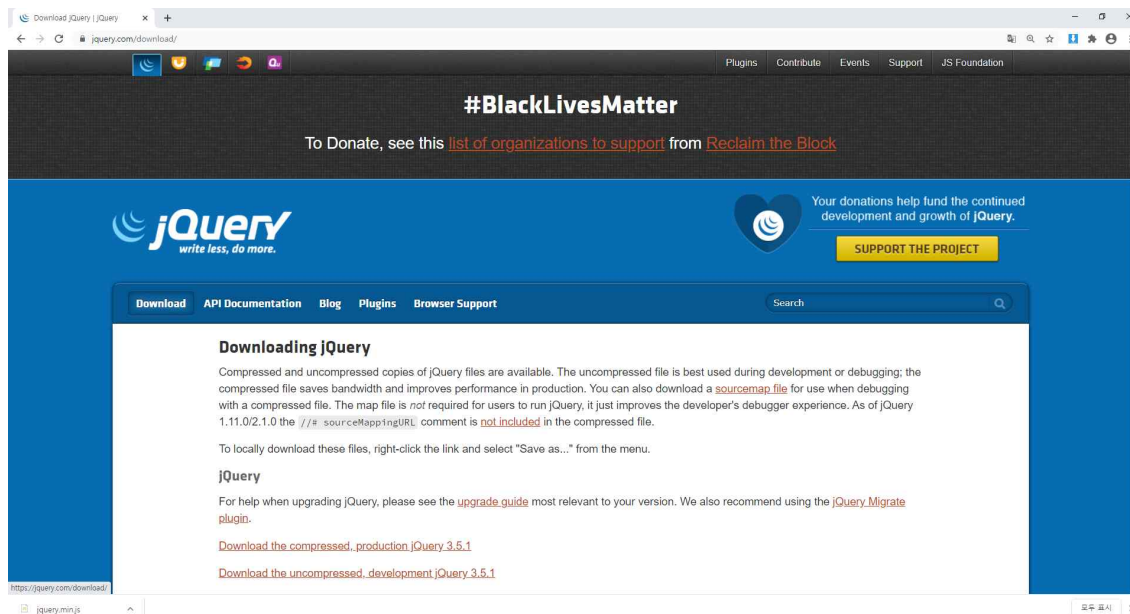 Download jQuery | jQuery
jquery.com/download/
Plugins Contribute Events Support JS Foundation
#BlackLivesMatter
To Donate, see this list of organizations to support from Reclaim the Block
jQuery
write less, do more.
Your donations help fund the continued
development and growth of jQuery.
SUPPORT THE PROJECT
Download API Documentation Blog Plugins Browser Support Search
Downloading jQuery
Compressed and uncompressed copies of jQuery files are available. The uncompressed file is best used during development or debugging; the
compressed file saves bandwidth and improves performance in production. You can also download a sourcemap file for use when debugging
with a compressed file. The map file is not required for users to run jQuery, it just improves the developer's debugger experience. As of jQuery
1.11.0/2.1.0 the //# sourceMappingURL comment is not included in the compressed file.
To locally download these files, right-click the link and select "Save as..." from the menu.
jQuery
For help when upgrading jQuery, please see the upgrade guide most relevant to your version. We also recommend using the jQuery Migrate
plugin.
Download the compressed, production jQuery 3.5.1
Download the uncompressed, development jQuery 3.5.1
https://jquery.com/download/
jquery.min.js 모두 표시